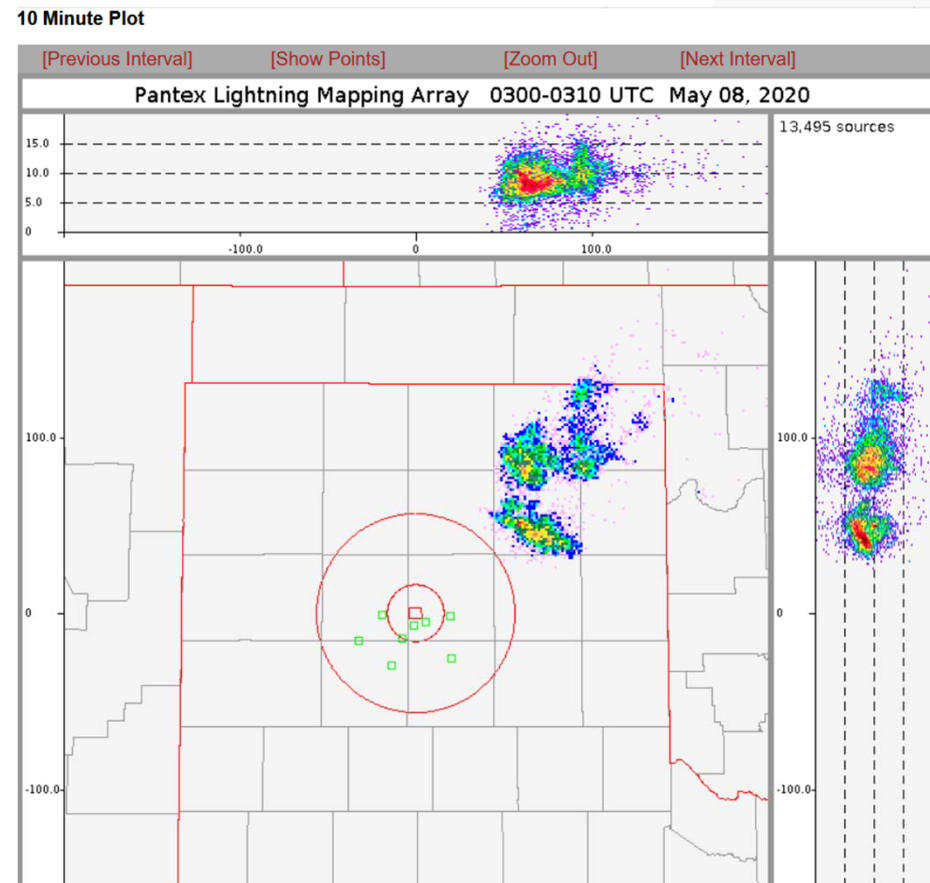 10 Minute Plot
[Previous Interval] [Show Points] [Zoom Out] [Next Interval]
Pantex Lightning Mapping Array 0300-0310 UTC May 08, 2020
13,495 sources
15.0
10.0
5.0
0
-100.0 0 100.0
100.0 100.0
0 0
-100.0 -100.0